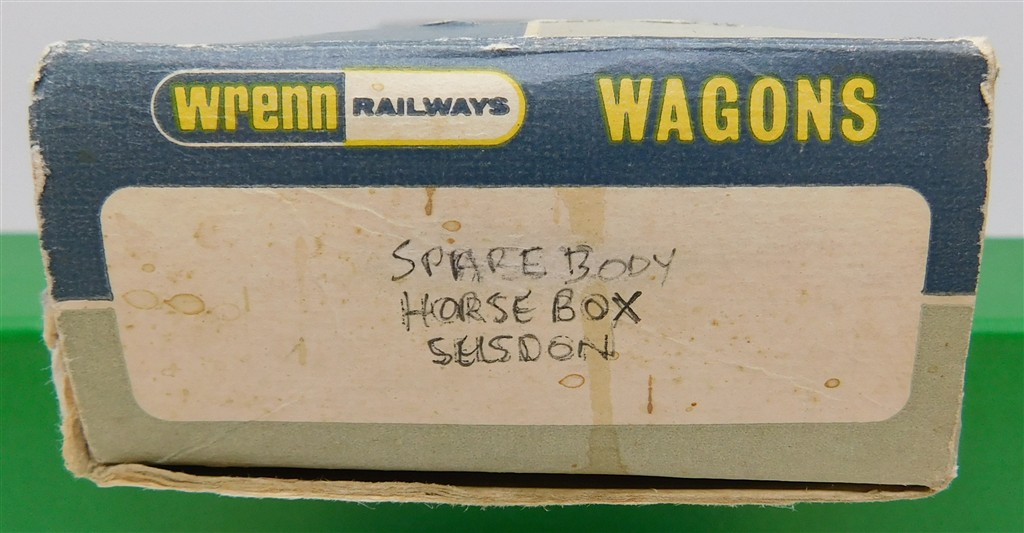 wrenn RAILWAYS WAGONS
SPARE BODY
HORSE BOX
SELSDON